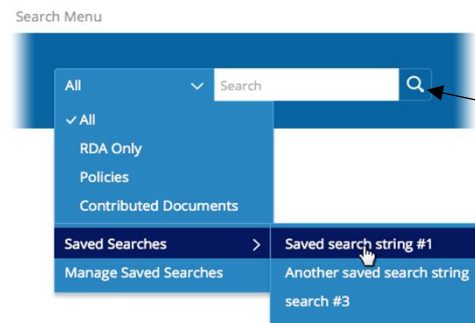 Search Menu
All Search
All
RDA Only
Policies
Contributed Documents
Saved Searches
Saved search string #1
Manage Saved Searches
Another saved search string
search #3